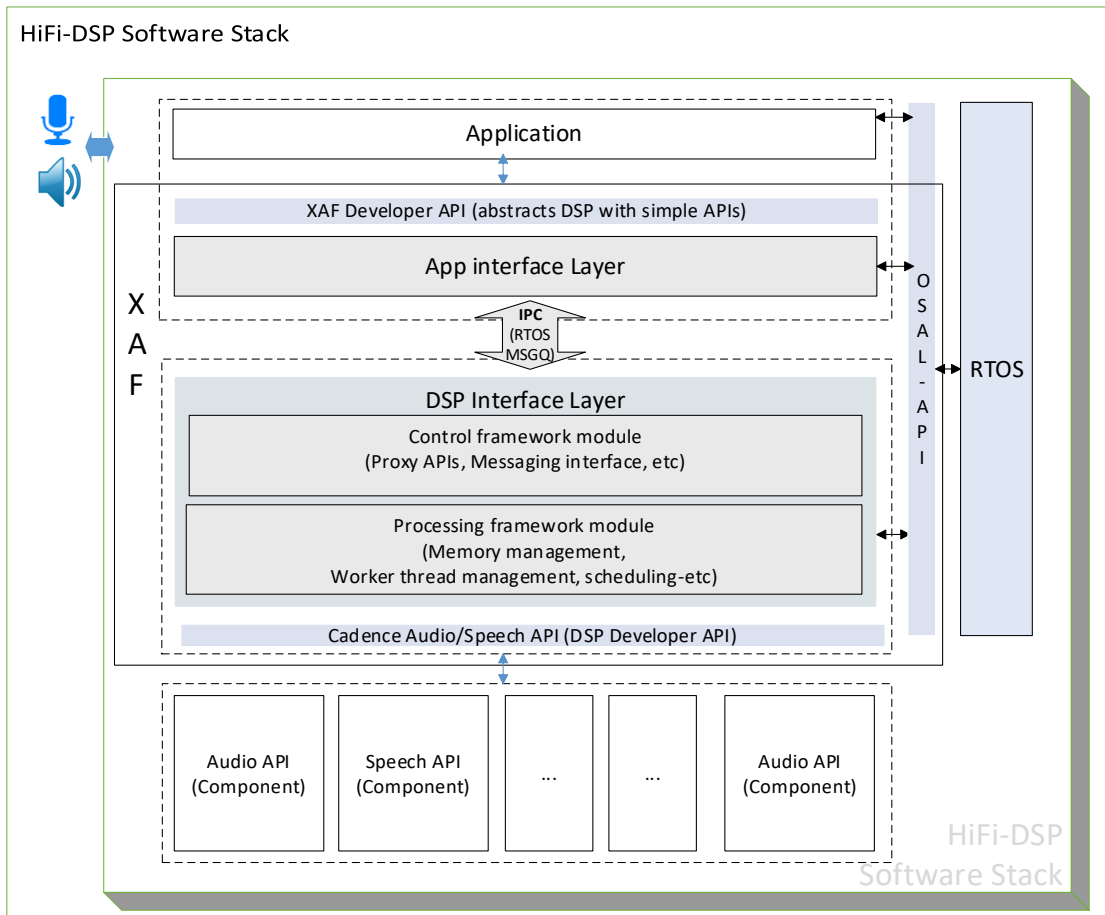 HiFi-DSP Software Stack
Application
XAF Developer API (abstracts DSP with simple APIs)
App interface Layer
X
A
F
IPC
(RTOS
MSGQ)
DSP Interface Layer
Control framework module
(Proxy APIs, Messaging interface, etc)
Processing framework module
(Memory management,
Worker thread management, scheduling-etc)
Cadence Audio/Speech API (DSP Developer API)
O
S
A
L
-
A
P
I
RTOS
Audio API
(Component)
Speech API
(Component)
...
...
Audio API
(Component)
HiFi-DSP
Software Stack